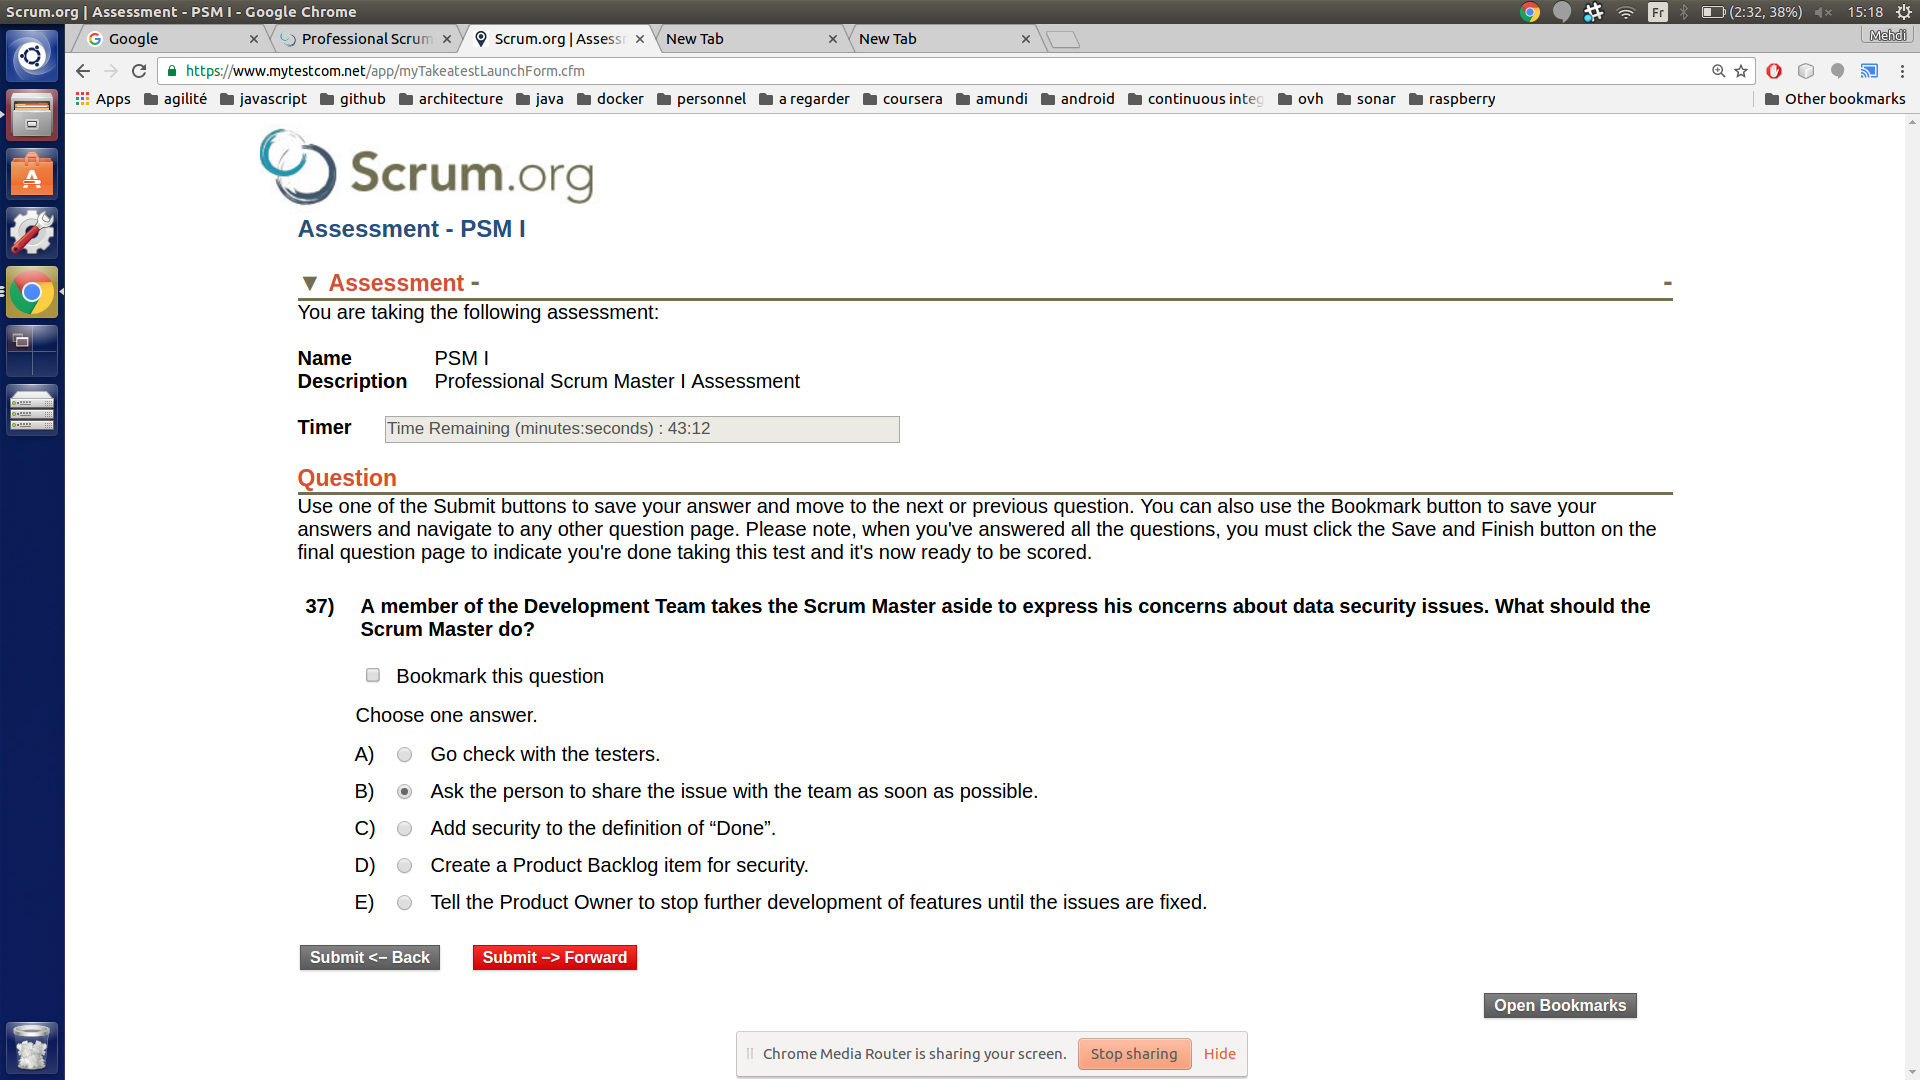 Scrum.org | Assessment - PSM I - Google Chrome
Fr
(2:32, 38%)
15:18
Google
Professional Scrum
Scrum.org | Assess
New Tab
New Tab
Mehdi
https://www.mytestcom.net/app/myTakeatestLaunchForm.cfm
Apps
agilité
javascript
github
architecture
java
docker
personnel
a regarder
coursera
amundi
android
continuous integ
ovh
sonar
raspberry
Other bookmarks
Scrum.org
Assessment - PSM I
▼ Assessment - -
You are taking the following assessment:
Name PSM I
Description Professional Scrum Master I Assessment
Timer Time Remaining (minutes:seconds) : 43:12
Question
Use one of the Submit buttons to save your answer and move to the next or previous question. You can also use the Bookmark button to save your
answers and navigate to any other question page. Please note, when you've answered all the questions, you must click the Save and Finish button on the
final question page to indicate you're done taking this test and it's now ready to be scored.
37) A member of the Development Team takes the Scrum Master aside to express his concerns about data security issues. What should the
Scrum Master do?
Bookmark this question
Choose one answer.
A) Go check with the testers.
B) Ask the person to share the issue with the team as soon as possible.
C) Add security to the definition of “Done”.
D) Create a Product Backlog item for security.
E) Tell the Product Owner to stop further development of features until the issues are fixed.
Submit <– Back
Submit –> Forward
Open Bookmarks
Chrome Media Router is sharing your screen.
Stop sharing
Hide